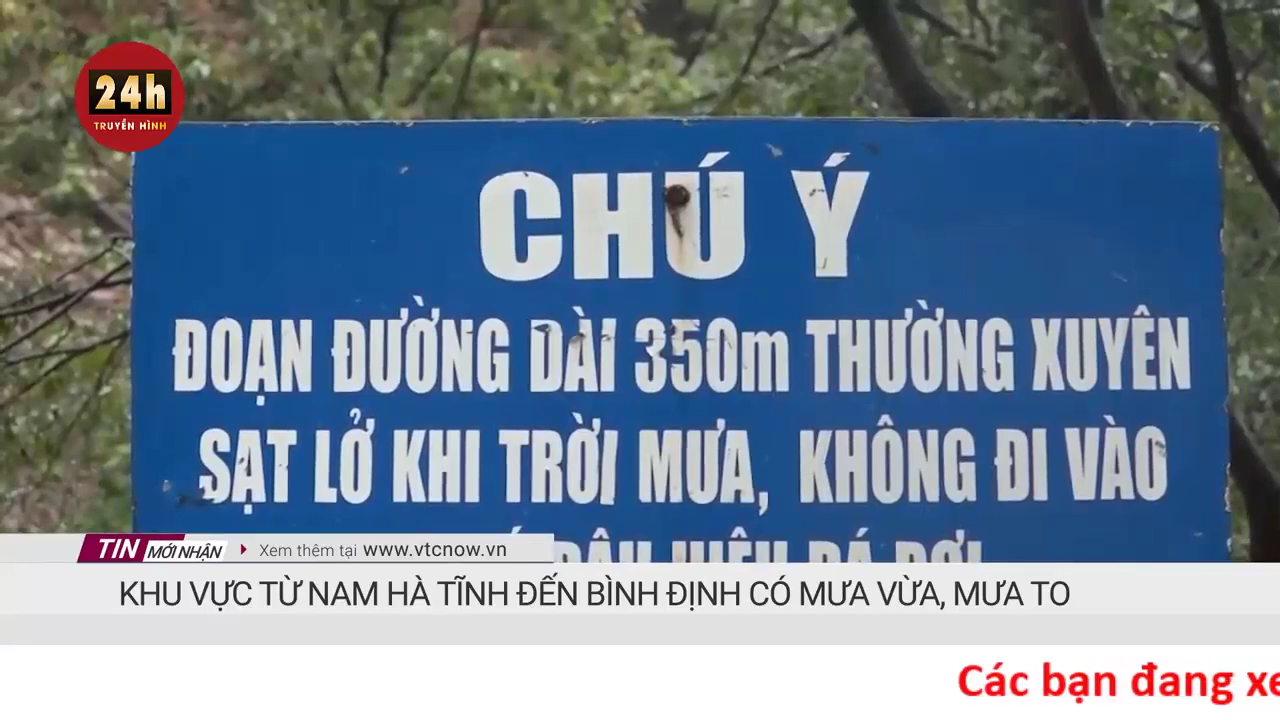 24h
TRUYỀN HÌNH
CHÚ Ý
ĐOẠN ĐƯỜNG DÀI 350m THƯỜNG XUYÊN
SẠT LỞ KHI TRỜI MƯA, KHÔNG ĐI VÀO
TIN MỚI NHẬN Xem thêm tại www.vtcnow.vn
KHU VỰC TỪ NAM HÀ TĨNH ĐẾN BÌNH ĐỊNH CÓ MƯA VỪA, MƯA TO
Các bạn đang xe